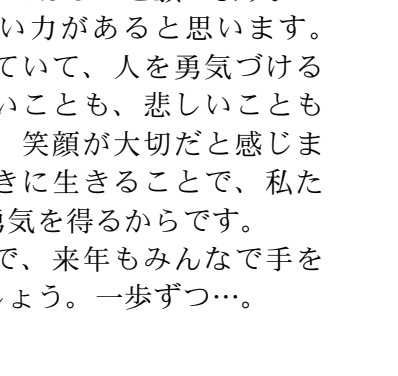 い力があると思います。
ていて、人を勇気づける
いことも、悲しいことも
笑顔が大切だと感じま
きに生きることで、私た
勇気を得るからです。
で、来年もみんなで手を
しょう。一歩ずつ…。